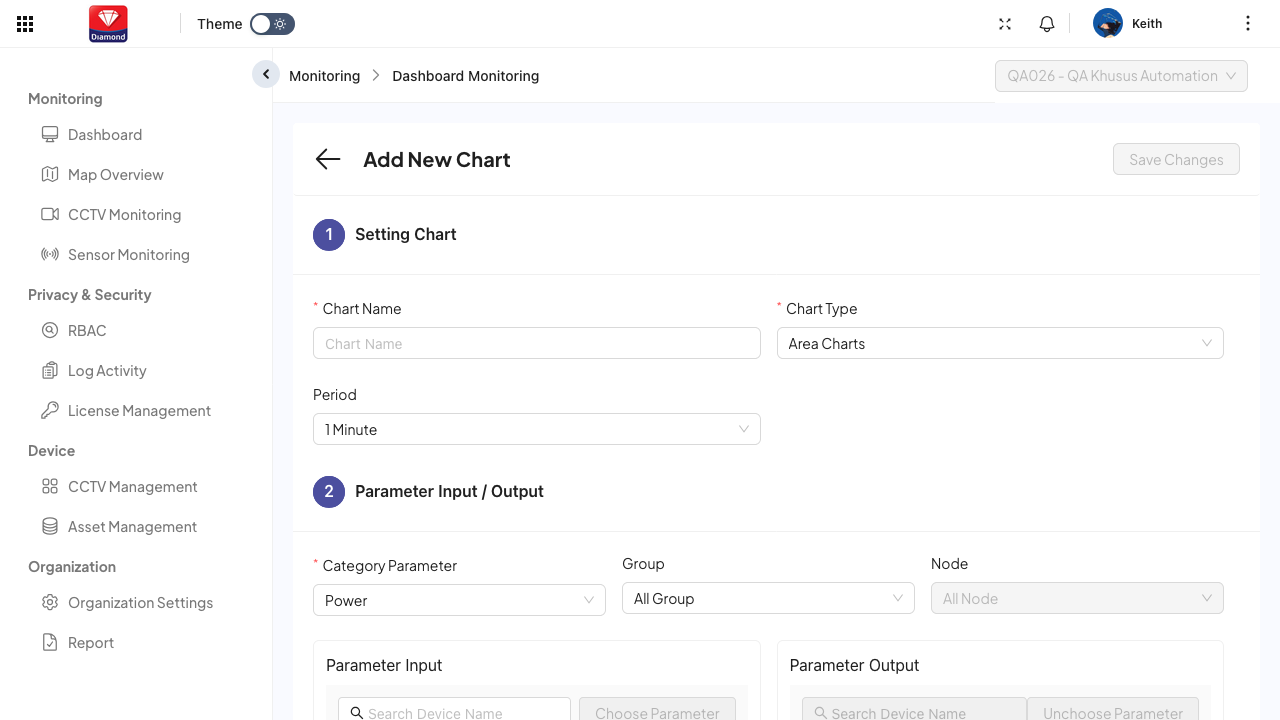 Diamond
Theme
Keith
Monitoring
Dashboard Monitoring
QA026 - QA Khusus Automation
Monitoring
Dashboard
Map Overview
CCTV Monitoring
Sensor Monitoring
Privacy & Security
RBAC
Log Activity
License Management
Device
CCTV Management
Asset Management
Organization
Organization Settings
Report
Add New Chart
Save Changes
1 Setting Chart
* Chart Name
Chart Name
* Chart Type
Area Charts
Period
1 Minute
2 Parameter Input / Output
* Category Parameter
Power
Group
All Group
Node
All Node
Parameter Input
Search Device Name
Choose Parameter
Parameter Output
Search Device Name
Unchoose Parameter